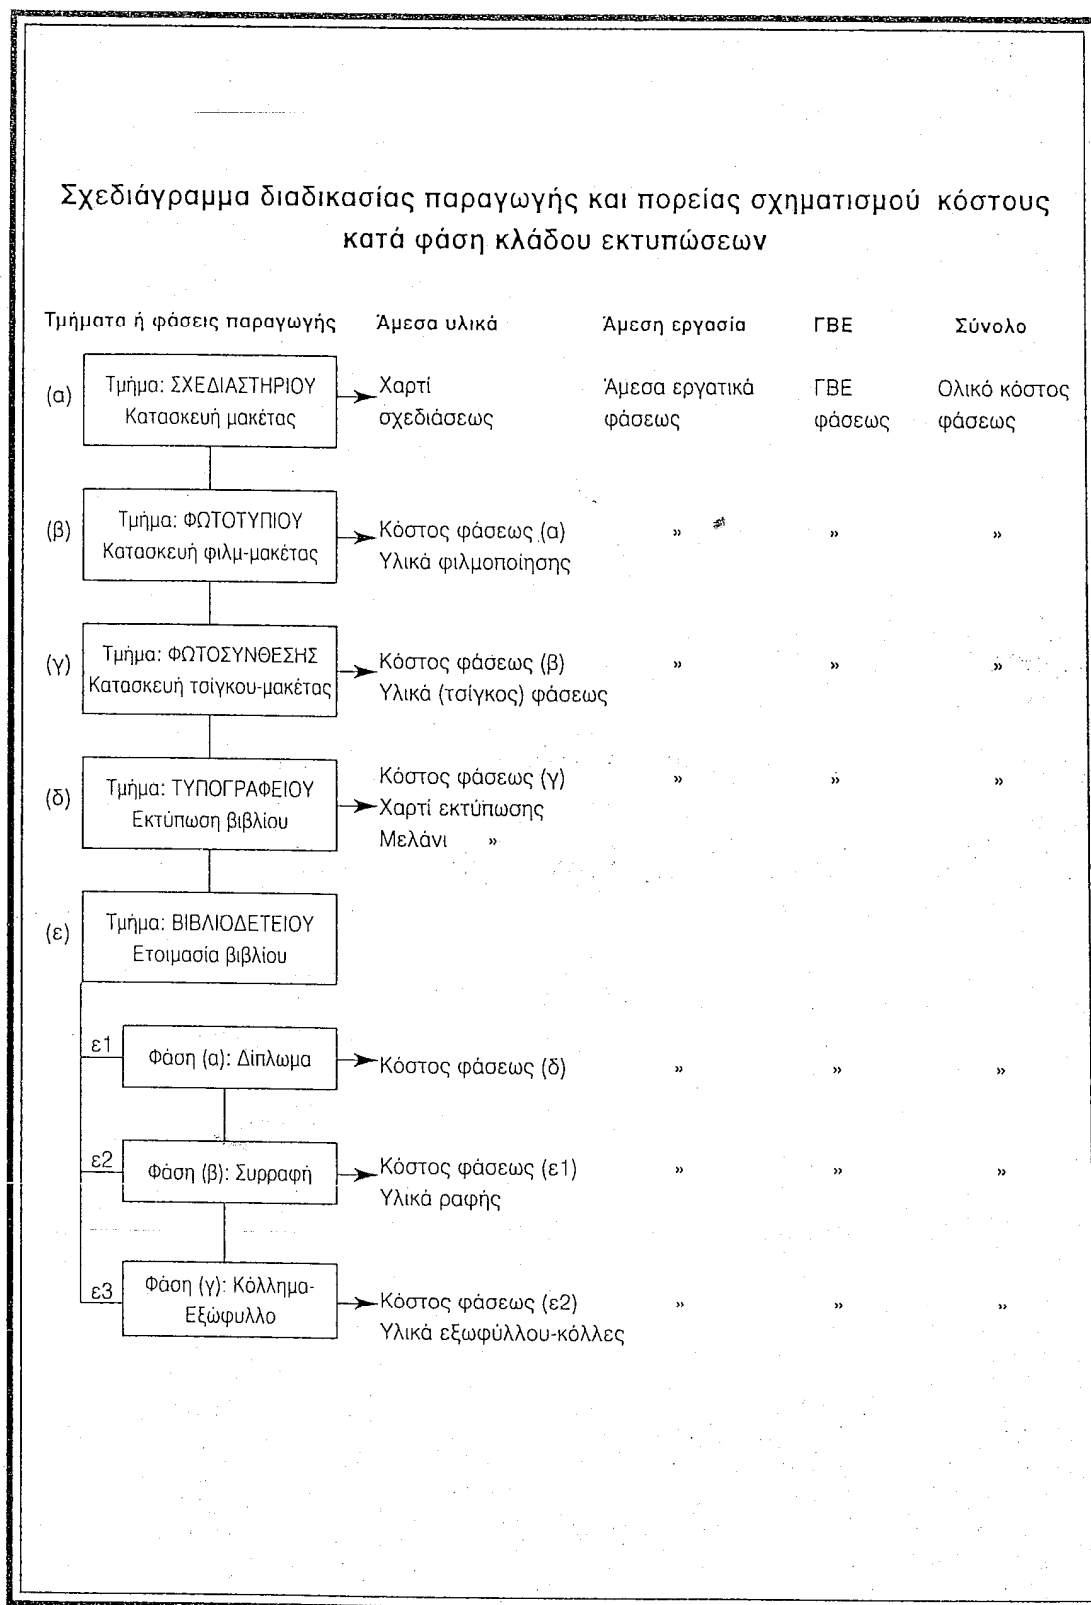 Σχεδιάγραμμα διαδικασίας παραγωγής και πορείας σχηματισμού κόστους
κατά φάση κλάδου εκτυπώσεων
Τμήματα ή φάσεις παραγωγής Άμεσα υλικά Άμεση εργασία ΓΒΕ Σύνολο
(α) Τμήμα: ΣΧΕΔΙΑΣΤΗΡΙΟΥ Χαρτί Άμεσα εργατικά ΓΒΕ Ολικό κόστος
Κατασκευή μακέτας σχεδιάσεως φάσεως φάσεως φάσεως
(β) Τμήμα: ΦΩΤΟΤΥΠΙΟΥ Κόστος φάσεως (α) » » »
Κατασκευή φιλμ-μακέτας Υλικά φιλμοποίησης
(γ) Τμήμα: ΦΩΤΟΣΥΝΘΕΣΗΣ Κόστος φάσεως (β) » » »
Κατασκευή τσίγκου-μακέτας Υλικά (τσίγκος) φάσεως
(δ) Τμήμα: ΤΥΠΟΓΡΑΦΕΙΟΥ Κόστος φάσεως (γ) » » »
Εκτύπωση βιβλίου Χαρτί εκτύπωσης
Μελάνι »
(ε) Τμήμα: ΒΙΒΛΙΟΔΕΤΕΙΟΥ
Ετοιμασία βιβλίου
ε1 Φάση (α): Δίπλωμα Κόστος φάσεως (δ) » » »
ε2 Φάση (β): Συρραφή Κόστος φάσεως (ε1) » » »
Υλικά ραφής
ε3 Φάση (γ): Κόλλημα- Κόστος φάσεως (ε2) » » »
Εξώφυλλο Υλικά εξωφύλλου-κόλλες